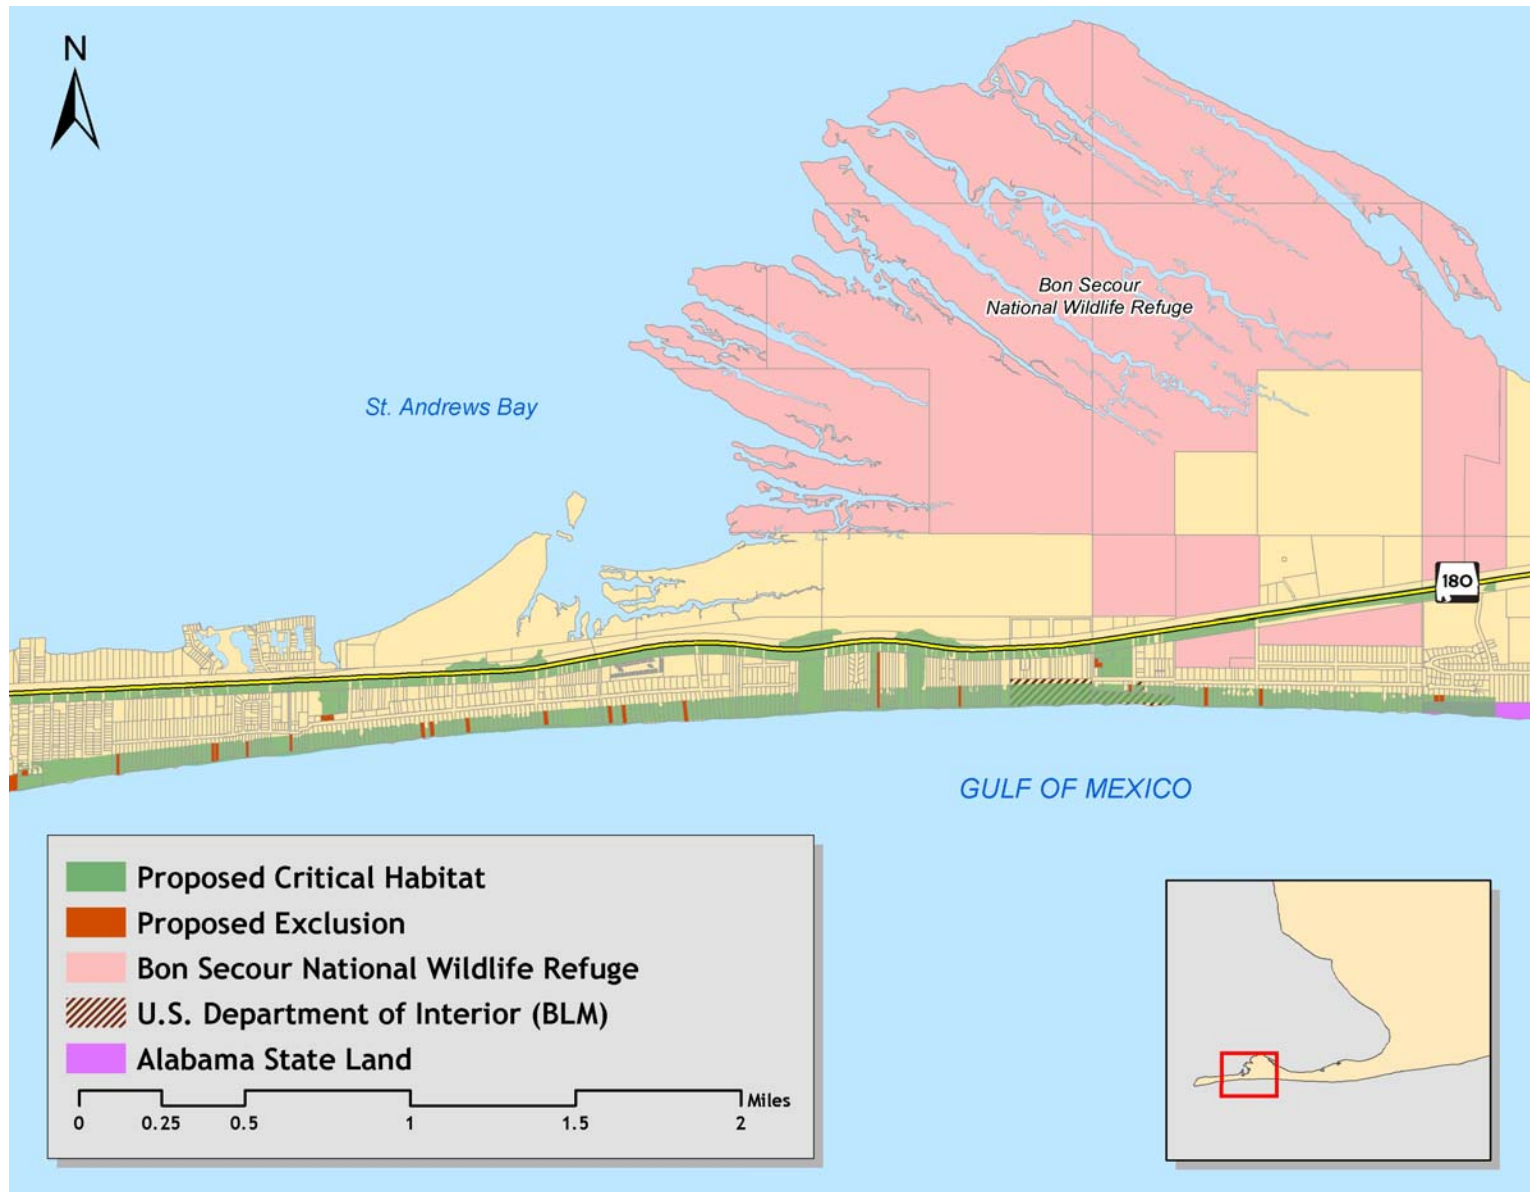 N
Bon Secour
National Wildlife Refuge
St. Andrews Bay
180
GULF OF MEXICO
Proposed Critical Habitat
Proposed Exclusion
Bon Secour National Wildlife Refuge
U.S. Department of Interior (BLM)
Alabama State Land
Miles
0 0.25 0.5 1 1.5 2